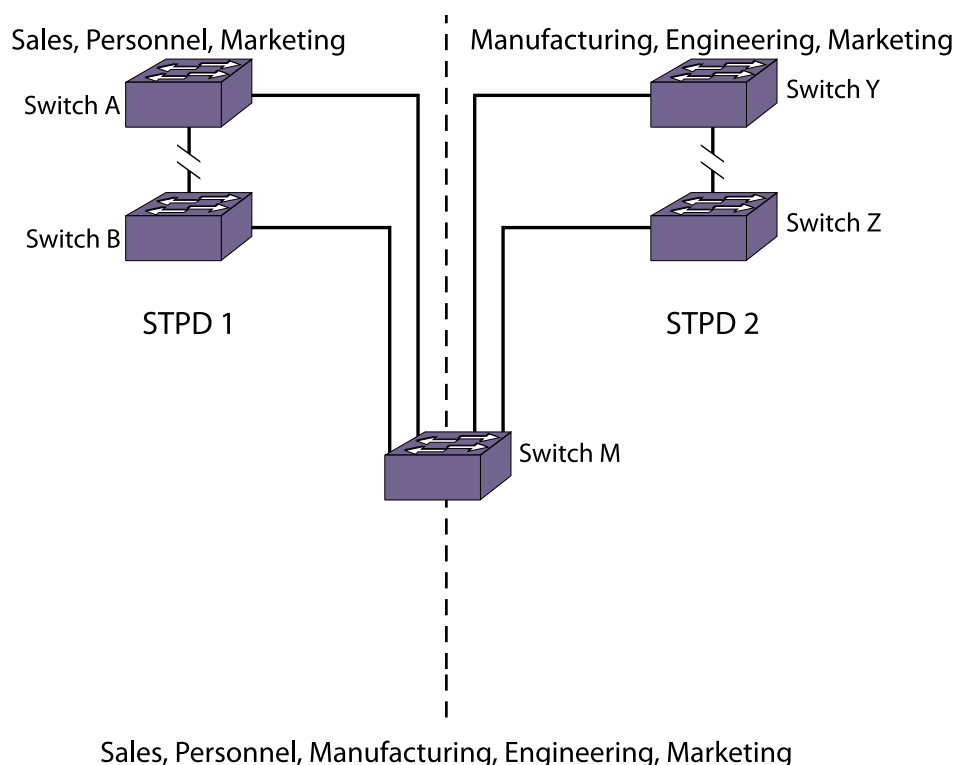 Sales, Personnel, Marketing
Manufacturing, Engineering, Marketing
Switch A
Switch Y
Switch B
Switch Z
STPD 1
STPD 2
Switch M
Sales, Personnel, Manufacturing, Engineering, Marketing